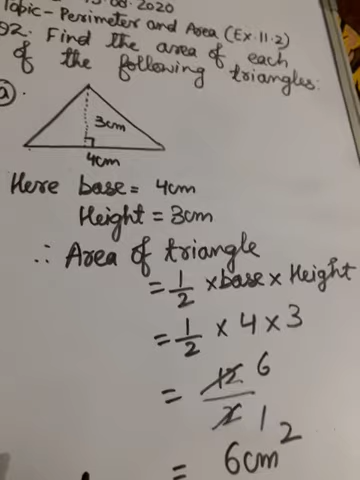 .08.2020
Topic- Perimeter and Area (Ex.11.2)
Q2. Find the area of each
of the following triangles:
a
3cm
4cm
Here base = 4cm
Height = 3cm
∴ Area of triangle
= 1/2 × base × Height
= 1/2 × 4 × 3
= 12 6
2 1
= 6cm²